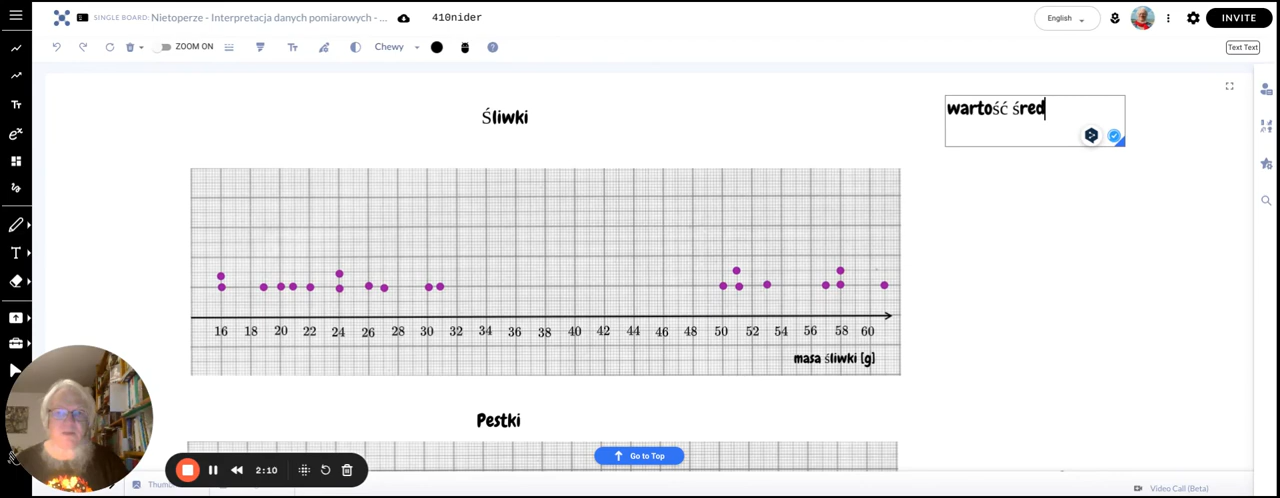 SINGLE BOARD: Nietoperze - Interpretacja danych pomiarowych - ...
410nider
English
INVITE
ZOOM ON
Chewy
Text Text
Śliwki
wartość śred
16 18 20 22 24 26 28 30 32 34 36 38 40 42 44 46 48 50 52 54 56 58 60
masa śliwki [g]
Pestki
Go to Top
2:10
Thum
Video Call (Beta)